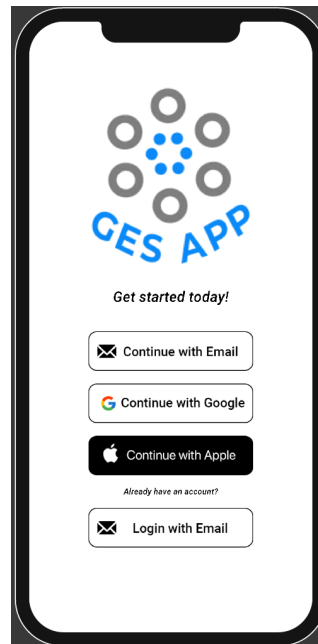 GES APP
Get started today!
Continue with Email
Continue with Google
Continue with Apple
Already have an account?
Login with Email